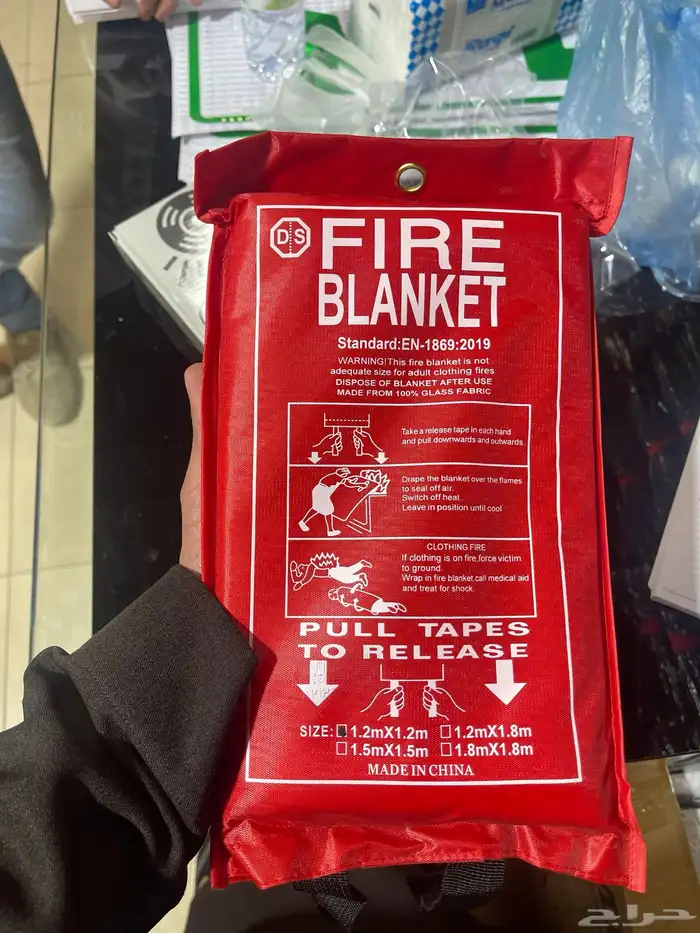 DS
FIRE
BLANKET
Standard:EN-1869:2019
WARNING!This fire blanket is not
adequate size for adult clothing fires
DISPOSE OF BLANKET AFTER USE
MADE FROM 100% GLASS FABRIC
Take a release tape in each hand
and pull downwards and outwards
Drape the blanket over the flames
to seal off air.
Switch off heat.
Leave in position until cool
CLOTHING FIRE
If clothing is on fire,force victim
to ground.
Wrap in fire blanket,call medical aid
and treat for shock.
PULL TAPES
TO RELEASE
SIZE: 1.2mX1.2m 1.2mX1.8m
1.5mX1.5m 1.8mX1.8m
MADE IN CHINA
حراج